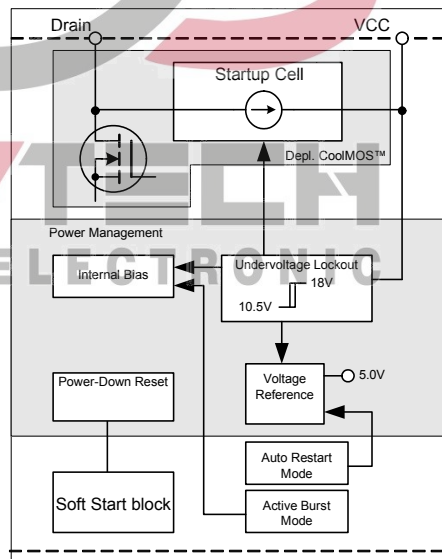 Drain VCC
Startup Cell
Depl. CoolMOS™
TECH
ELECTRONIC
Power Management
Internal Bias
Undervoltage Lockout
18V
10.5V
Voltage
Reference
5.0V
Power-Down Reset
Auto Restart
Mode
Soft Start block
Active Burst
Mode